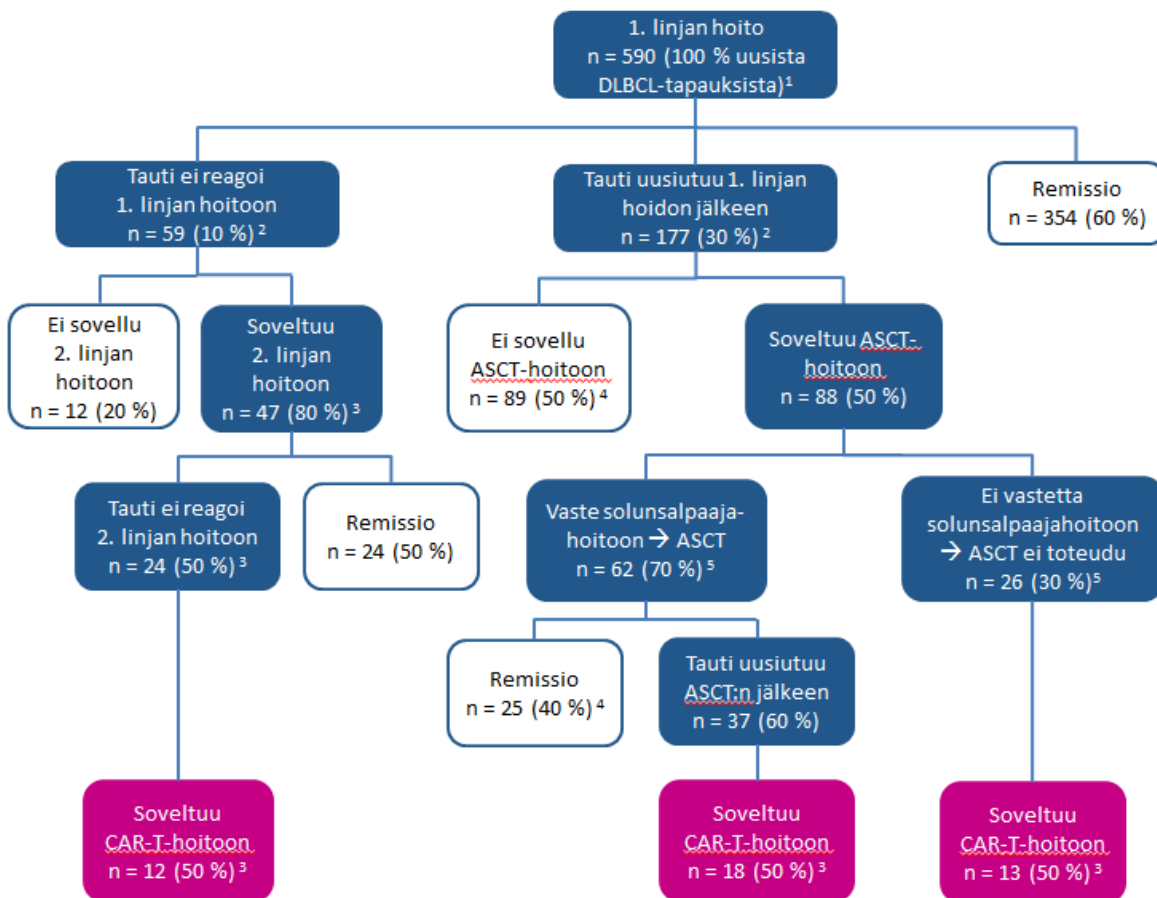 1. linjan hoito
n = 590 (100 % uusista
DLBCL-tapauksista)¹
Tauti ei reagoi
1. linjan hoitoon
n = 59 (10 %) ²
Tauti uusiutuu 1. linjan
hoidon jälkeen
n = 177 (30 %) ²
Remissio
n = 354 (60 %)
Ei sovellu
2. linjan
hoitoon
n = 12 (20 %)
Soveltuu
2. linjan
hoitoon
n = 47 (80 %) ³
Ei sovellu
ASCT-hoitoon
n = 89 (50 %) ⁴
Soveltuu ASCT-
hoitoon
n = 88 (50 %)
Tauti ei reagoi
2. linjan hoitoon
n = 24 (50 %) ³
Remissio
n = 24 (50 %)
Vaste solunsalpaaja-
hoitoon → ASCT
n = 62 (70 %) ⁵
Ei vastetta
solunsalpaajahoitoon
→ ASCT ei toteudu
n = 26 (30 %)⁵
Remissio
n = 25 (40 %) ⁴
Tauti uusiutuu
ASCT:n jälkeen
n = 37 (60 %)
Soveltuu
CAR-T-hoitoon
n = 12 (50 %) ³
Soveltuu
CAR-T-hoitoon
n = 18 (50 %) ³
Soveltuu
CAR-T-hoitoon
n = 13 (50 %) ³